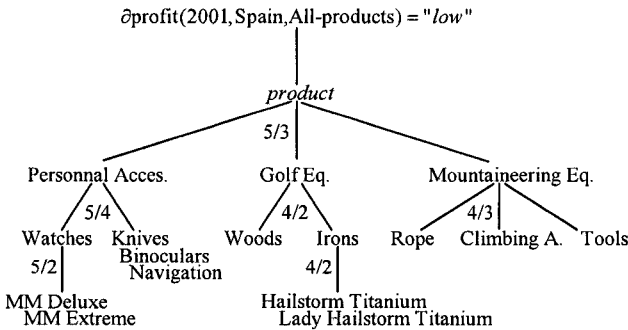 ∂profit(2001,Spain,All-products) = "low"
product
5/3
Personnal Acces. Golf Eq. Mountaineering Eq.
5/4 4/2 4/3
Watches Knives Woods Irons Rope Climbing A. Tools
Binoculars
5/2 Navigation 4/2
MM Deluxe Hailstorm Titanium
MM Extreme Lady Hailstorm Titanium